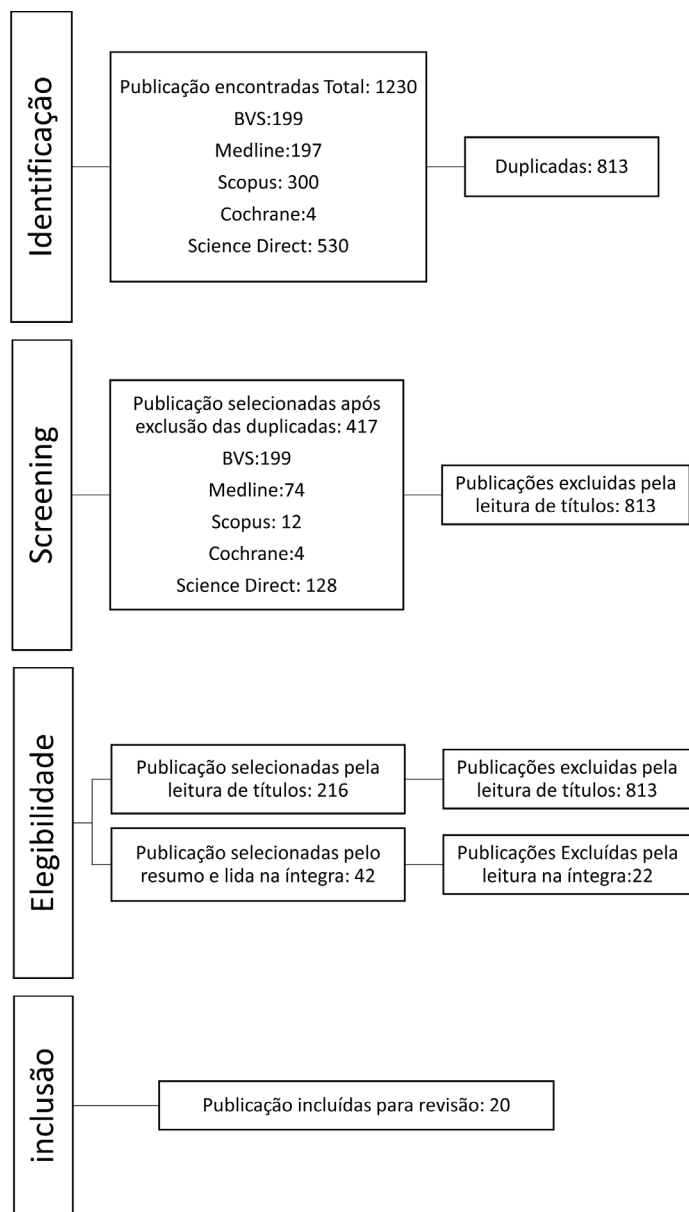 Identificação
Publicação encontradas Total: 1230
BVS:199
Medline:197
Scopus: 300
Cochrane:4
Science Direct: 530
Duplicadas: 813
Screening
Publicação selecionadas após
exclusão das duplicadas: 417
BVS:199
Medline:74
Scopus: 12
Cochrane:4
Science Direct: 128
Publicações excluidas pela
leitura de títulos: 813
Elegibilidade
Publicação selecionadas pela
leitura de títulos: 216
Publicações excluidas pela
leitura de títulos: 813
Publicação selecionadas pelo
resumo e lida na íntegra: 42
Publicações Excluídas pela
leitura na íntegra:22
inclusão
Publicação incluídas para revisão: 20